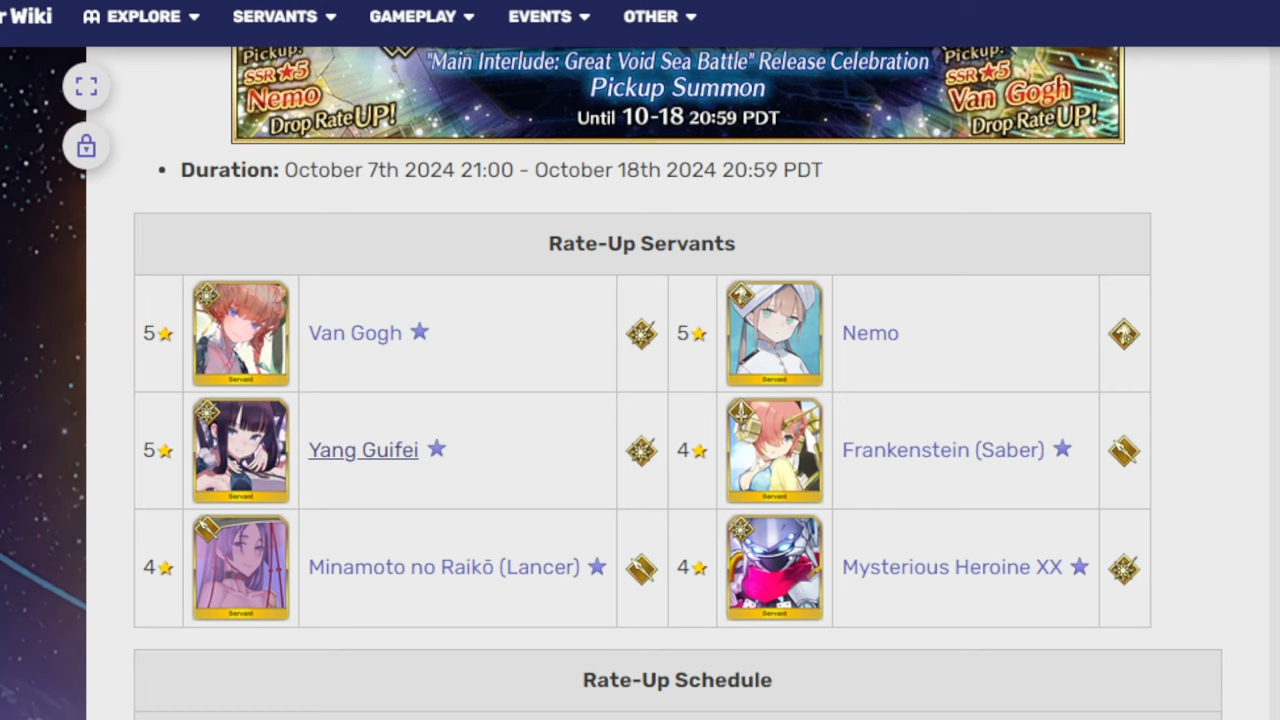 r Wiki EXPLORE SERVANTS GAMEPLAY EVENTS OTHER
Pickup! "Main Interlude: Great Void Sea Battle" Release Celebration Pickup!
SSR ★5 Pickup Summon SSR ★5
Nemo Van Gogh
Drop Rate UP! Until 10-18 20:59 PDT Drop Rate UP!
• Duration: October 7th 2024 21:00 - October 18th 2024 20:59 PDT
Rate-Up Servants
5★ Servant Van Gogh ★ 5★ Servant Nemo
5★ Servant Yang Guifei ★ 4★ Servant Frankenstein (Saber) ★
4★ Servant Minamoto no Raikō (Lancer) ★ 4★ Servant Mysterious Heroine XX ★
Rate-Up Schedule